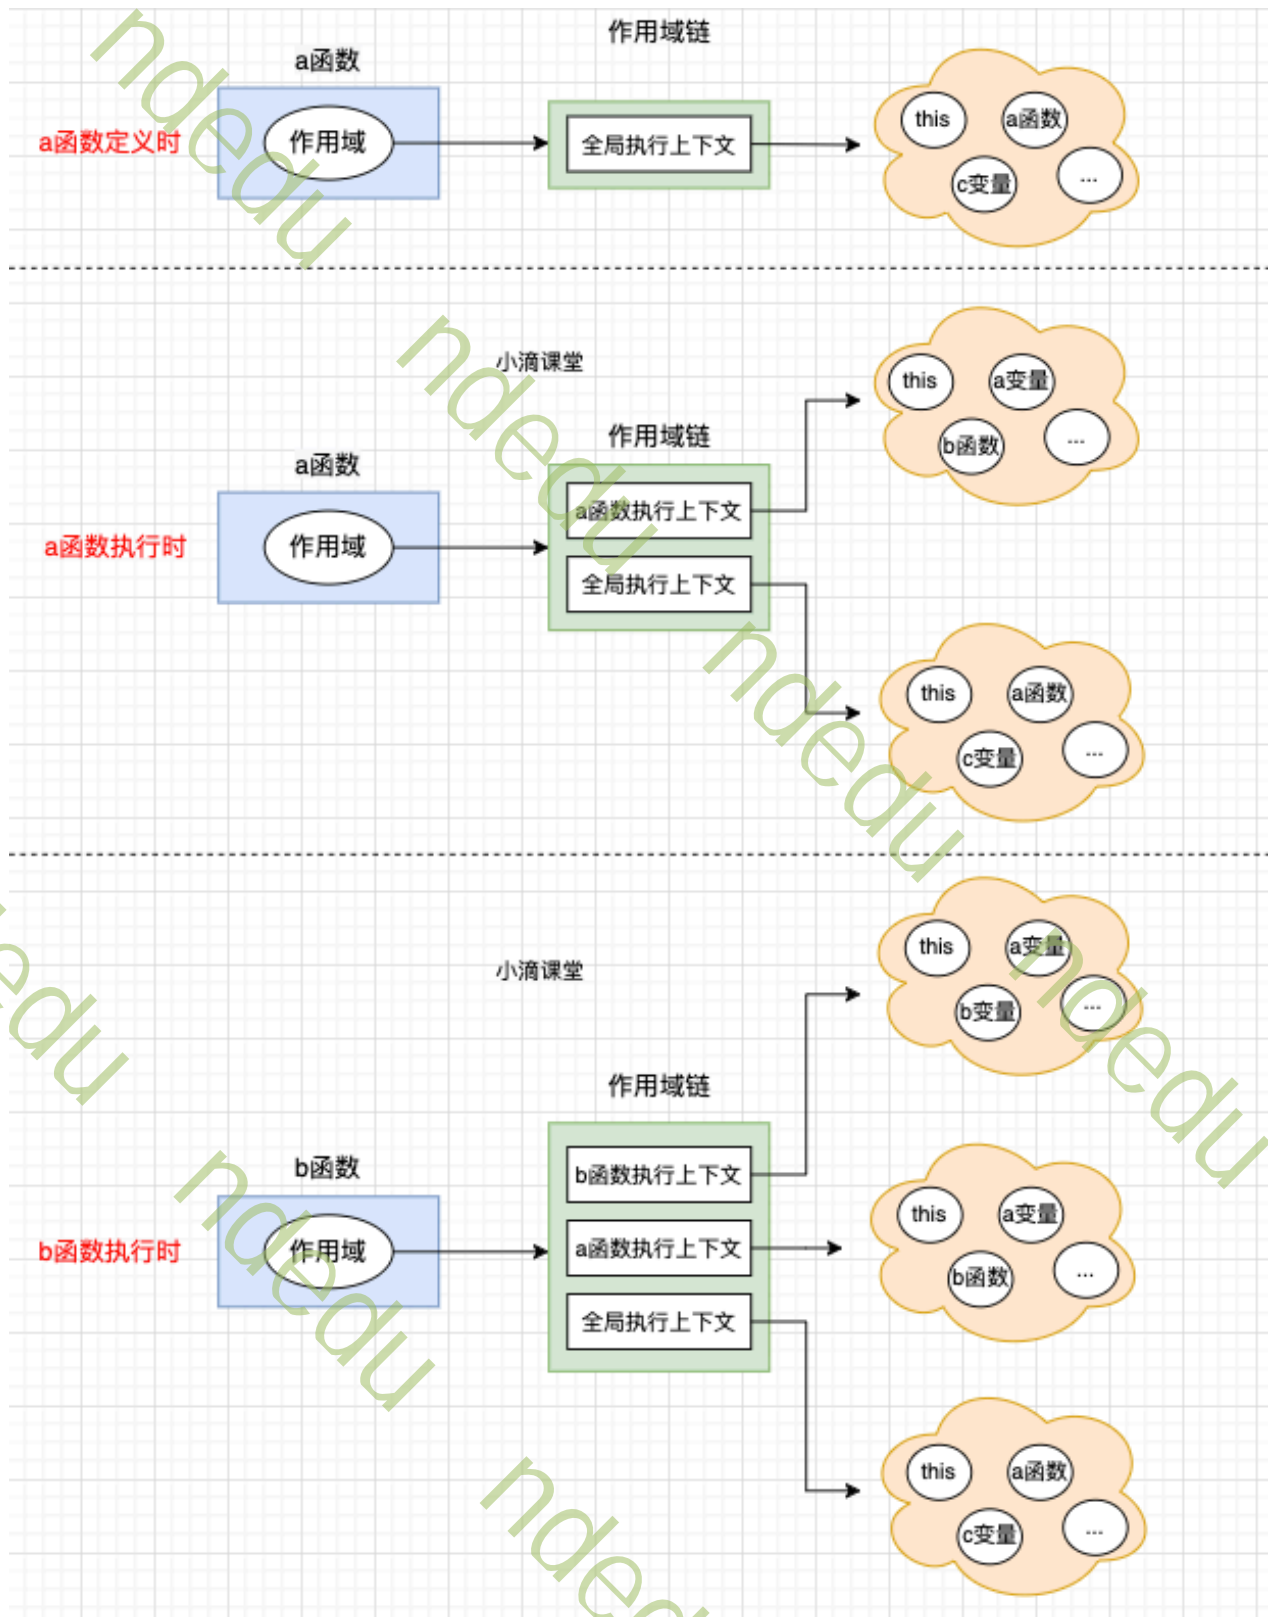 作用域链
a函数
a函数定义时
作用域
全局执行上下文
this
a函数
c变量
...
小滴课堂
作用域链
a函数
a函数执行时
作用域
a函数执行上下文
全局执行上下文
this
a变量
b函数
...
this
a函数
c变量
...
小滴课堂
作用域链
b函数
b函数执行时
作用域
b函数执行上下文
a函数执行上下文
全局执行上下文
this
a变量
b变量
...
this
a变量
b函数
...
this
a函数
c变量
...
ndedu
ndedu
ndedu
ndedu
dedu
ndedu
ndedu